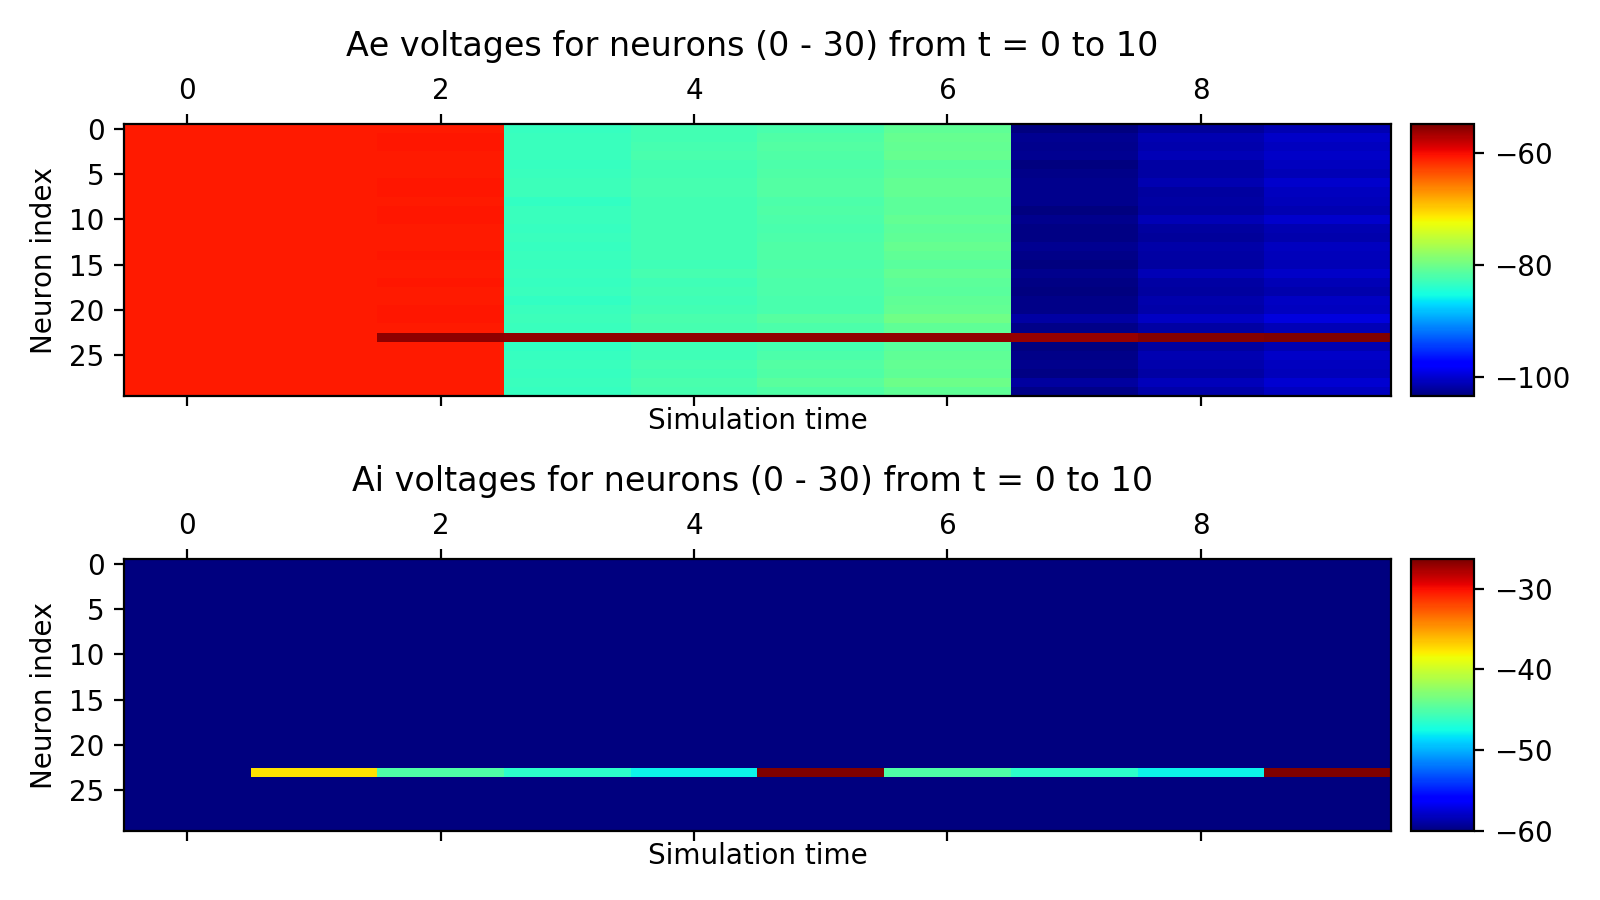 Ae voltages for neurons (0 - 30) from t = 0 to 10
0 2 4 6 8
Neuron index
0
5
10
15
20
25
Simulation time
−60
−80
−100
Ai voltages for neurons (0 - 30) from t = 0 to 10
0 2 4 6 8
Neuron index
0
5
10
15
20
25
Simulation time
−30
−40
−50
−60